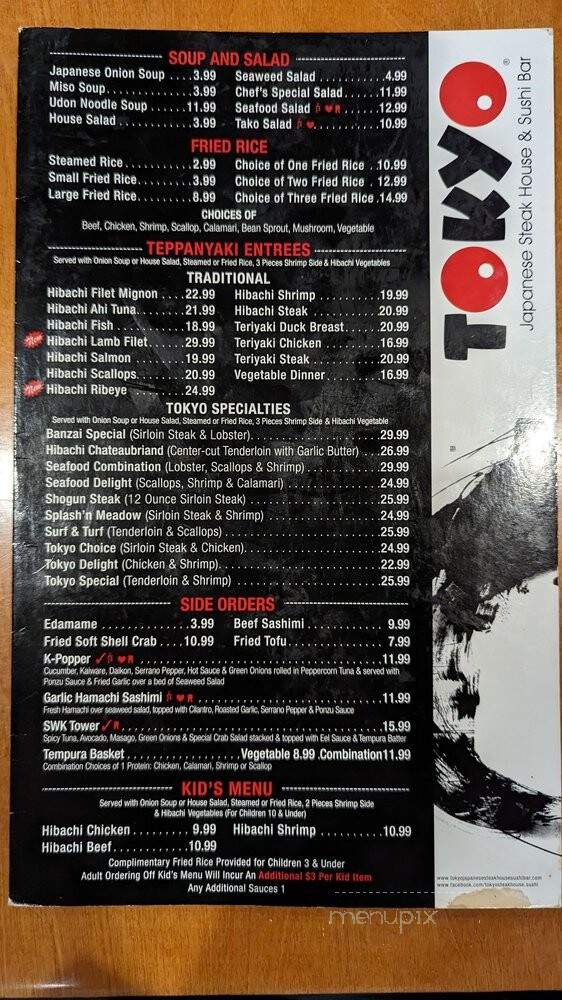 SOUP AND SALAD
Japanese Onion Soup ....3.99
Miso Soup...............3.99
Udon Noodle Soup .......11.99
House Salad.............3.99
Seaweed Salad ............4.99
Chef's Special Salad......11.99
Seafood Salad ......12.99
Tako Salad ..........10.99
FRIED RICE
Steamed Rice............2.99
Small Fried Rice.........3.99
Large Fried Rice.........8.99
Choice of One Fried Rice . 10.99
Choice of Two Fried Rice . 12.99
Choice of Three Fried Rice .14.99
CHOICES OF
Beef, Chicken, Shrimp, Scallop, Calamari, Bean Sprout, Mushroom, Vegetable
TEPPANYAKI ENTREES
Served with Onion Soup or House Salad, Steamed or Fried Rice, 3 Pieces Shrimp Side & Hibachi Vegetables
TRADITIONAL
Hibachi Filet Mignon ....22.99
Hibachi Ahi Tuna........21.99
Hibachi Fish ...........18.99
New Hibachi Lamb Filet......29.99
Hibachi Salmon .........19.99
Hibachi Scallops........20.99
New Hibachi Ribeye .........24.99
Hibachi Shrimp ...........19.99
Hibachi Steak ............20.99
Teriyaki Duck Breast.......20.99
Teriyaki Chicken ..........16.99
Teriyaki Steak ............20.99
Vegetable Dinner..........16.99
TOKYO SPECIALTIES
Served with Onion Soup or House Salad, Steamed or Fried Rice, 3 Pieces Shrimp Side & Hibachi Vegetable
Banzai Special (Sirloin Steak & Lobster)..........................29.99
Hibachi Chateaubriand (Center-cut Tenderloin with Garlic Butter) ....26.99
Seafood Combination (Lobster, Scallops & Shrimp) ...............29.99
Seafood Delight (Scallops, Shrimp & Calamari) ...................24.99
Shogun Steak (12 Ounce Sirloin Steak) ..........................25.99
Splash'n Meadow (Sirloin Steak & Shrimp) .......................24.99
Surf & Turf (Tenderloin & Scallops) ..............................25.99
Tokyo Choice (Sirloin Steak & Chicken)...........................24.99
Tokyo Delight (Chicken & Shrimp)................................22.99
Tokyo Special (Tenderloin & Shrimp) .............................25.99
SIDE ORDERS
Edamame ...............3.99
Fried Soft Shell Crab ....10.99
Beef Sashimi ............... 9.99
Fried Tofu................... 7.99
K-Popper ..........................................11.99
Cucumber, Kaiware, Daikon, Serrano Pepper, Hot Sauce & Green Onions rolled in Peppercorn Tuna & served with
Ponzu Sauce & Fried Garlic over a bed of Seaweed Salad
Garlic Hamachi Sashimi ..................................11.99
Fresh Hamachi over seaweed salad, topped with Cilantro, Roasted Garlic, Serrano Pepper & Ponzu Sauce
SWK Tower .............................................15.99
Spicy Tuna, Avocado, Masago, Green Onions & Special Crab Salad stacked & topped with Eel Sauce & Tempura Batter
Tempura Basket .....................Vegetable 8.99 .Combination11.99
Combination Choices of 1 Protein: Chicken, Calamari, Shrimp or Scallop
KID'S MENU
Served with Onion Soup or House Salad, Steamed or Fried Rice, 2 Pieces Shrimp Side
& Hibachi Vegetables (For Children 10 & Under)
Hibachi Chicken ......... 9.99
Hibachi Beef............10.99
Hibachi Shrimp ...........10.99
Complimentary Fried Rice Provided for Children 3 & Under
Adult Ordering Off Kid's Menu Will Incur An Additional $3 Per Kid Item
Any Additional Sauces 1
TOKYO®
Japanese Steak House & Sushi Bar
www.tokyojapanesesteakhousesushibar.com
www.facebook.com/tokyosteakhouse.sushi
menupix